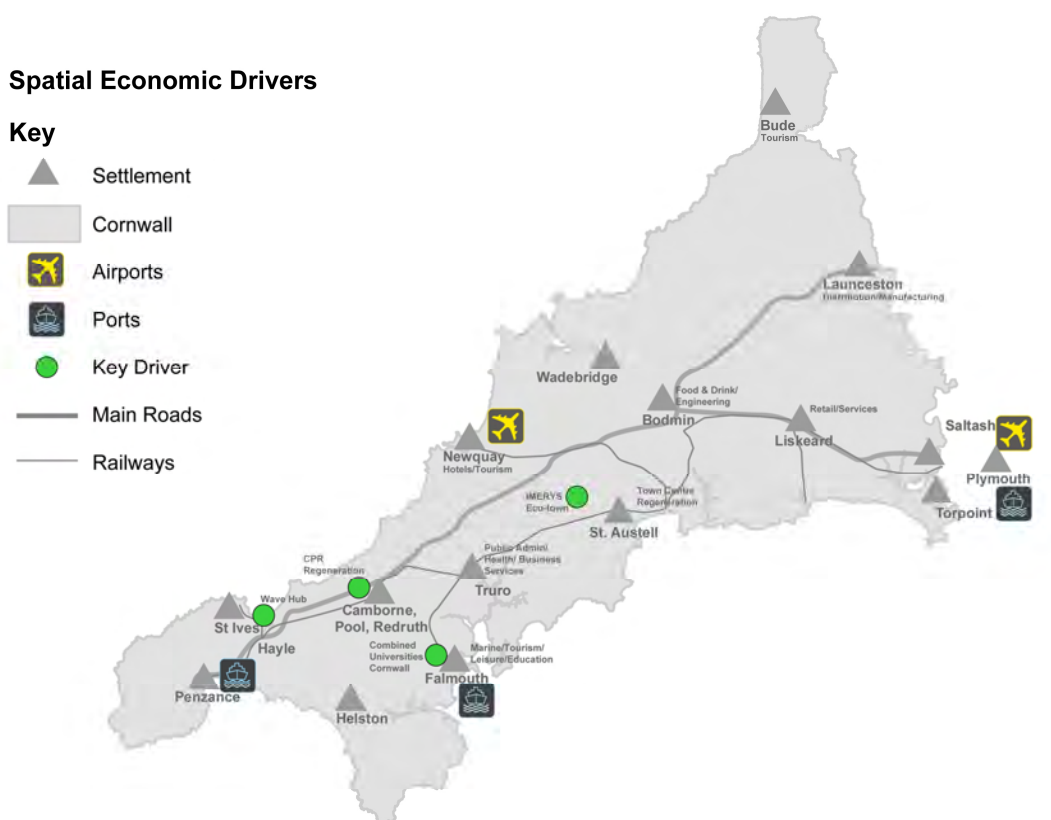 Spatial Economic Drivers
Key
Settlement
Cornwall
Airports
Ports
Key Driver
Main Roads
Railways
Bude
Tourism
Launceston
Distribution/Manufacturing
Wadebridge
Food & Drink/
Engineering
Bodmin
Retail/Services
Liskeard
Saltash
Plymouth
Torpoint
Newquay
Hotels/Tourism
IMERYS
Eco-town
Town Centre
Regeneration
St. Austell
Public Admin/
Health/ Business
Services
Truro
CPR
Regeneration
Camborne,
Pool, Redruth
Wave Hub
St Ives
Hayle
Combined
Universities
Cornwall
Marine/Tourism/
Leisure/Education
Falmouth
Penzance
Helston